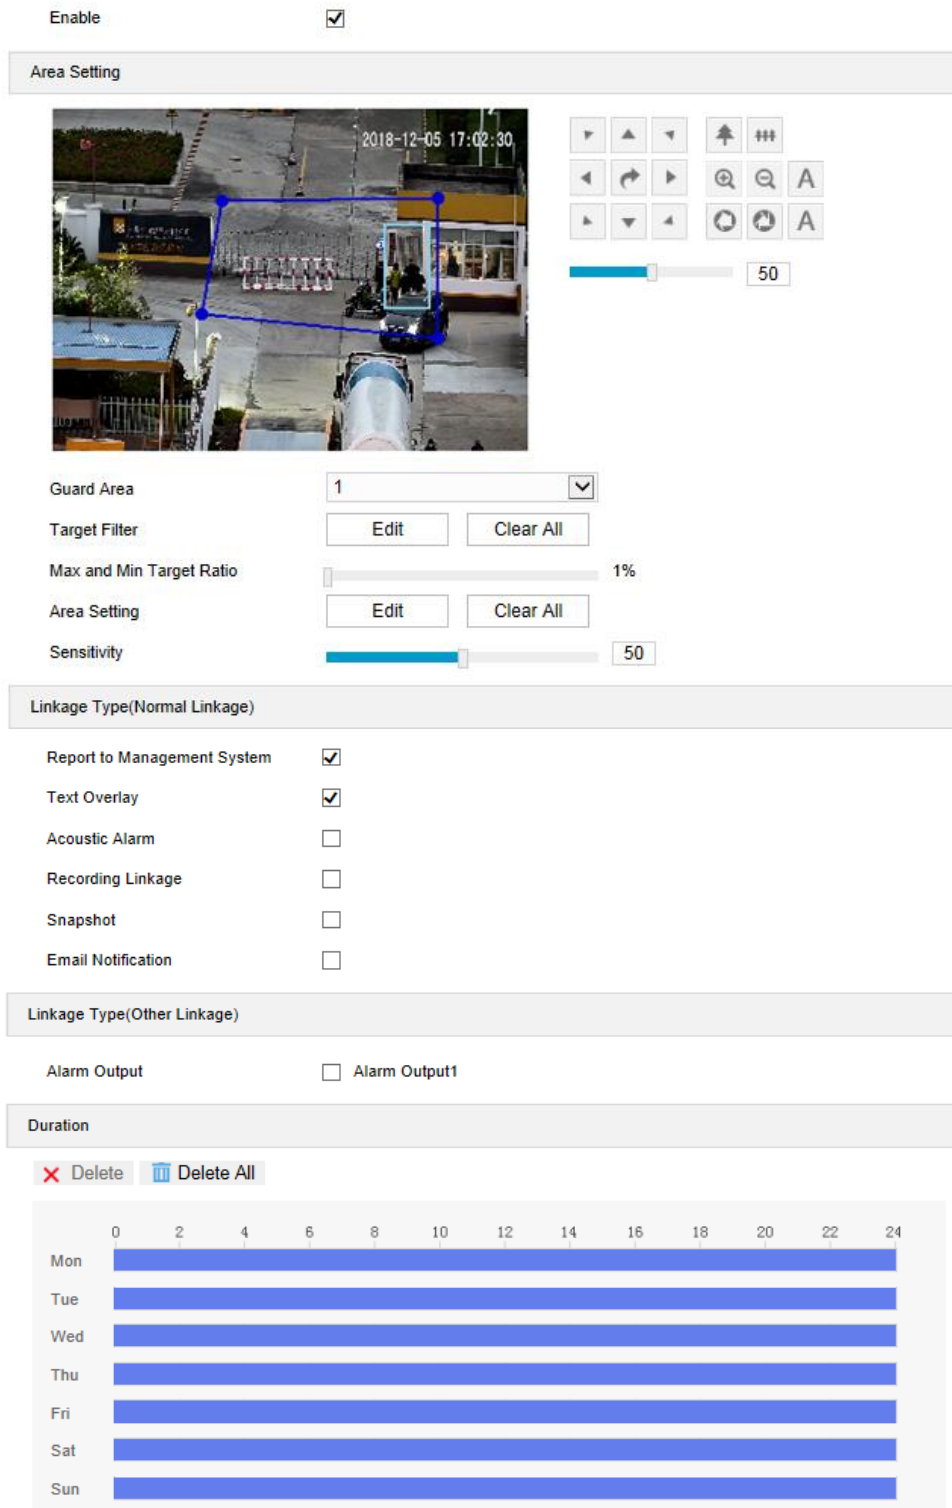 Enable
Area Setting
2018-12-05 17:02:30
A
A
50
Guard Area
1
Target Filter
Edit
Clear All
Max and Min Target Ratio
1%
Area Setting
Edit
Clear All
Sensitivity
50
Linkage Type(Normal Linkage)
Report to Management System
Text Overlay
Acoustic Alarm
Recording Linkage
Snapshot
Email Notification
Linkage Type(Other Linkage)
Alarm Output
Alarm Output1
Duration
Delete
Delete All
0 2 4 6 8 10 12 14 16 18 20 22 24
Mon
Tue
Wed
Thu
Fri
Sat
Sun